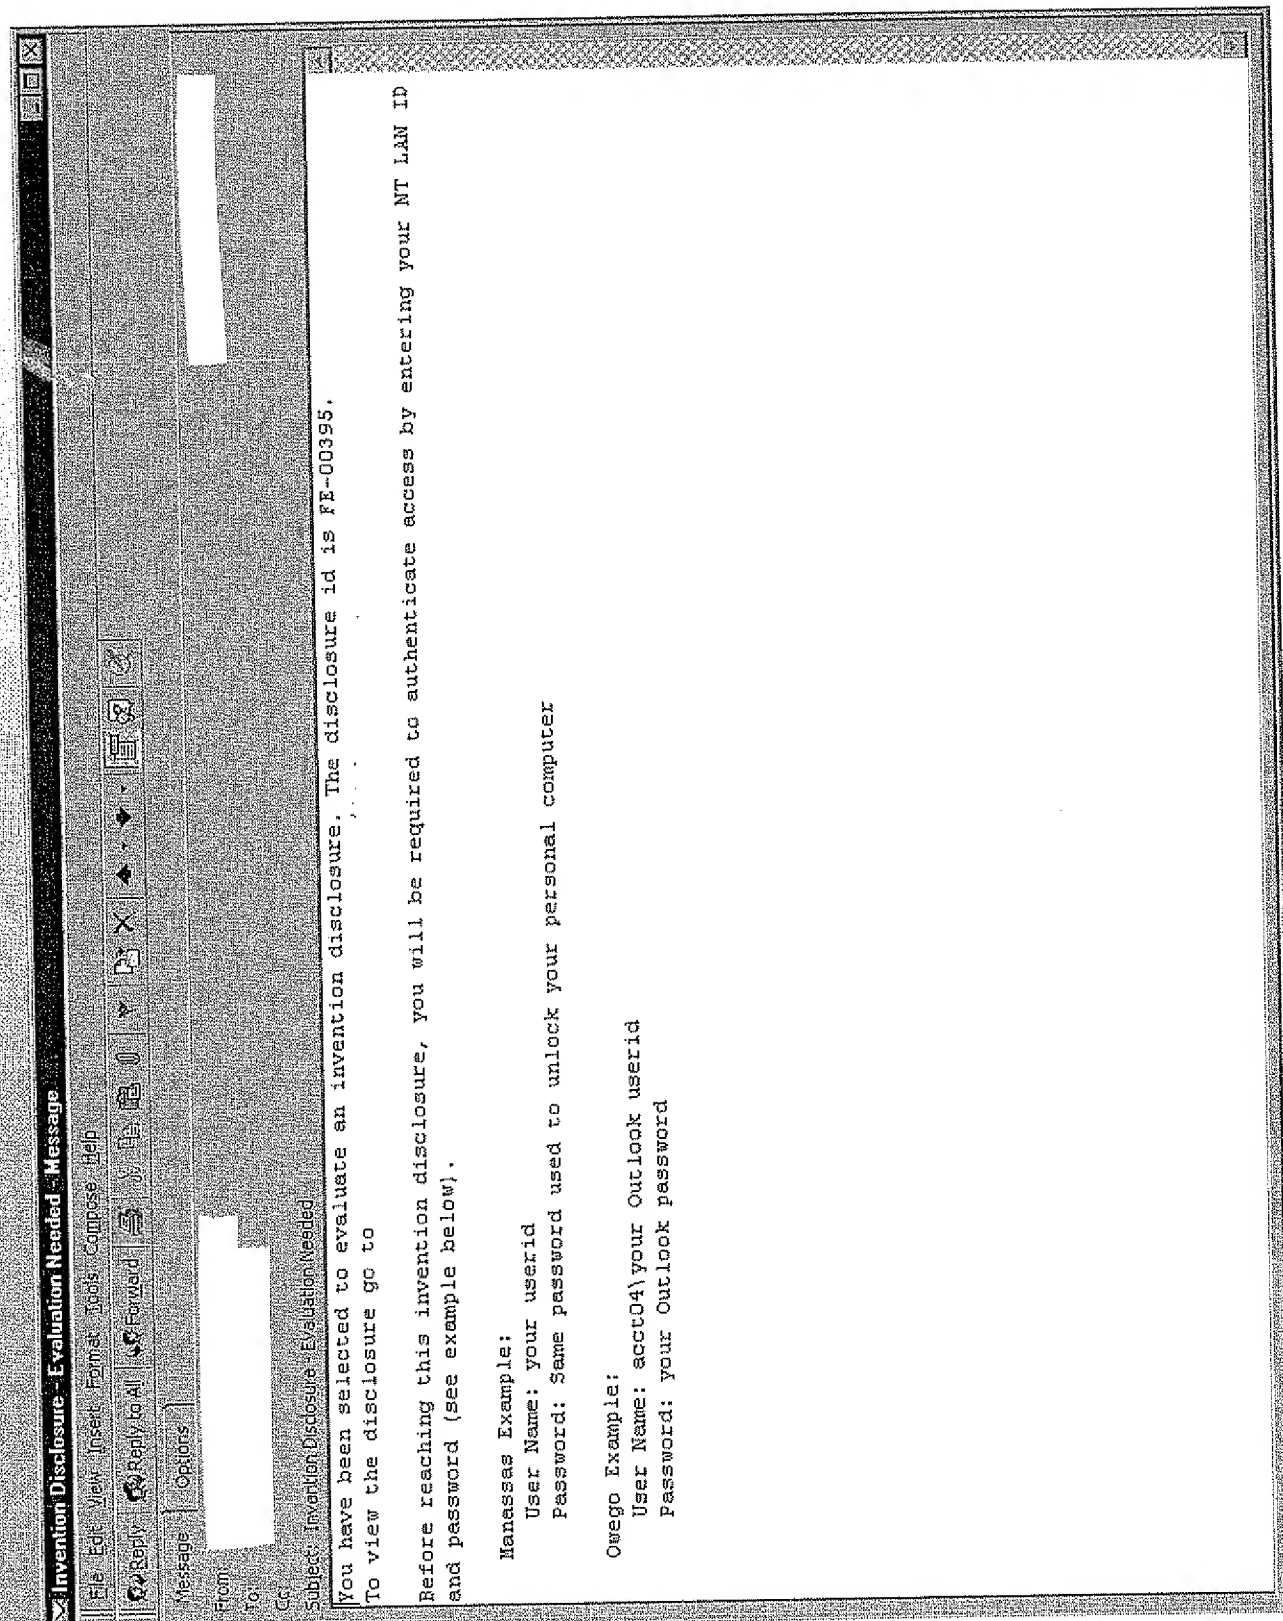 Invention Disclosure - Evaluation Needed - Message
File Edit View Insert Format Tools Compose Help
Reply Reply to All Forward
Message Options
From:
To:
Cc:
Subject: Invention Disclosure - Evaluation Needed
You have been selected to evaluate an invention disclosure. The disclosure id is FE-00395.
To view the disclosure go to
Before reaching this invention disclosure, you will be required to authenticate access by entering your NT LAN ID
and password (see example below).
Manassas Example:
User Name: your userid
Password: Same password used to unlock your personal computer
Owego Example:
User Name: acct04\your Outlook userid
Password: your Outlook password